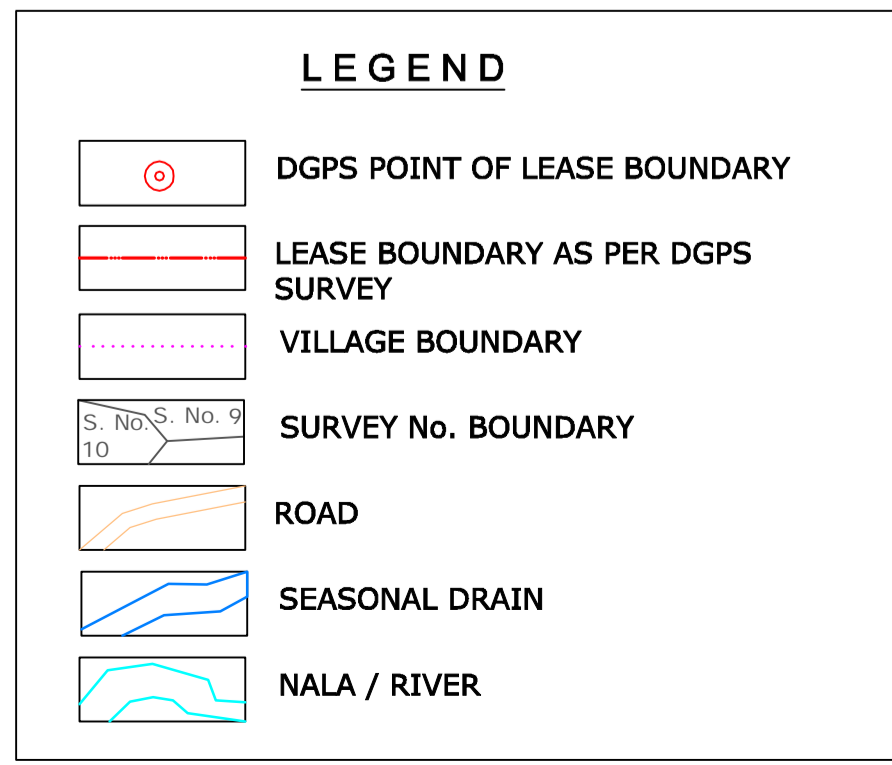 LEGEND
DGPS POINT OF LEASE BOUNDARY
LEASE BOUNDARY AS PER DGPS
SURVEY
VILLAGE BOUNDARY
S. No. S. No. 9
10
SURVEY No. BOUNDARY
ROAD
SEASONAL DRAIN
NALA / RIVER